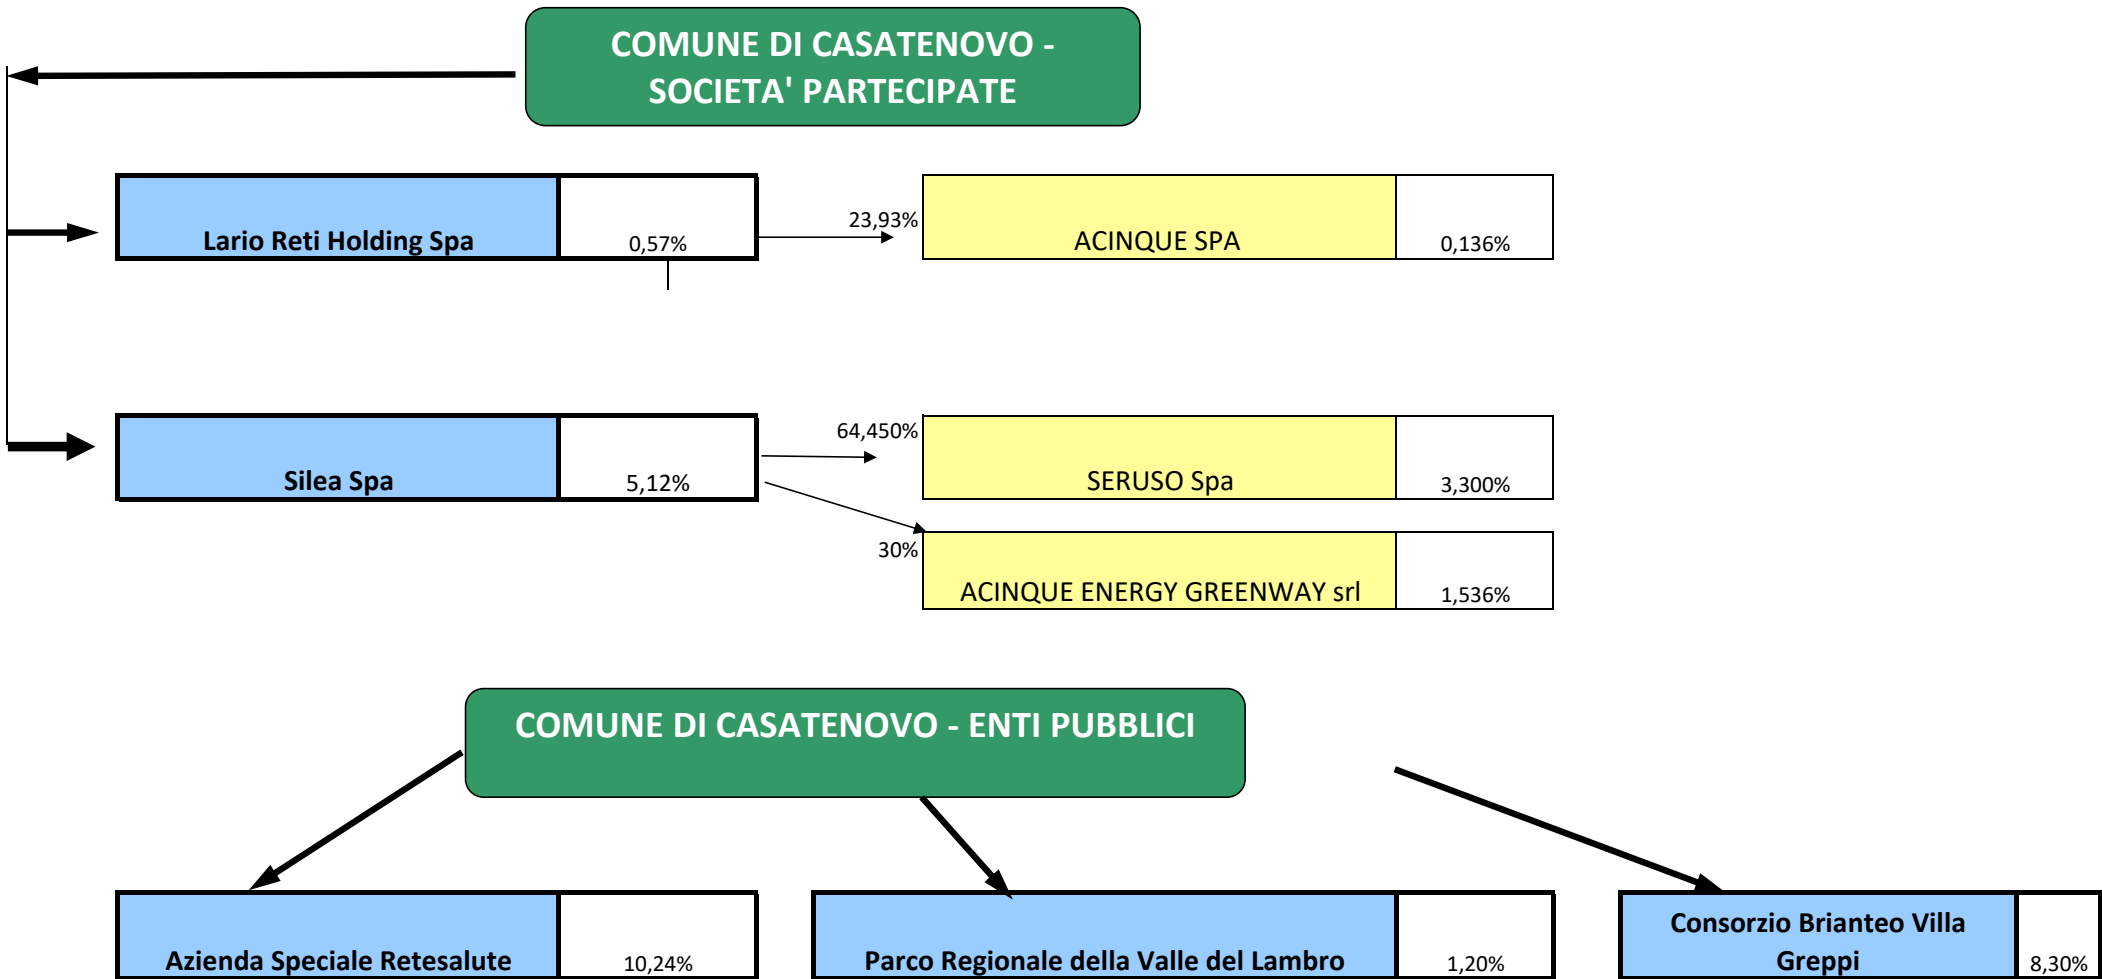 COMUNE DI CASATENOVO -
SOCIETA' PARTECIPATE
Lario Reti Holding Spa
0,57%
23,93%
ACINQUE SPA
0,136%
Silea Spa
5,12%
64,450%
SERUSO Spa
3,300%
30%
ACINQUE ENERGY GREENWAY srl
1,536%
COMUNE DI CASATENOVO - ENTI PUBBLICI
Azienda Speciale Retesalute
10,24%
Parco Regionale della Valle del Lambro
1,20%
Consorzio Brianteo Villa
Greppi
8,30%